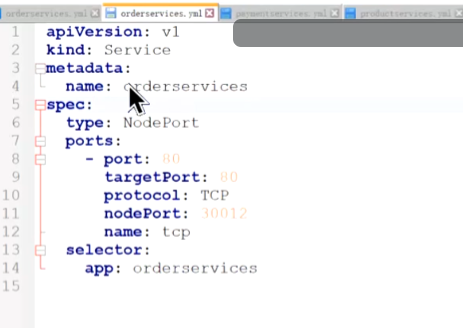 orderservices.yml orderservices.yml paymentservices.yml productservices.yml
1 apiVersion: v1
2 kind: Service
3 metadata:
4 name: orderservices
5 spec:
6 type: NodePort
7 ports:
8 - port: 80
9 targetPort: 80
10 protocol: TCP
11 nodePort: 30012
12 name: tcp
13 selector:
14 app: orderservices
15